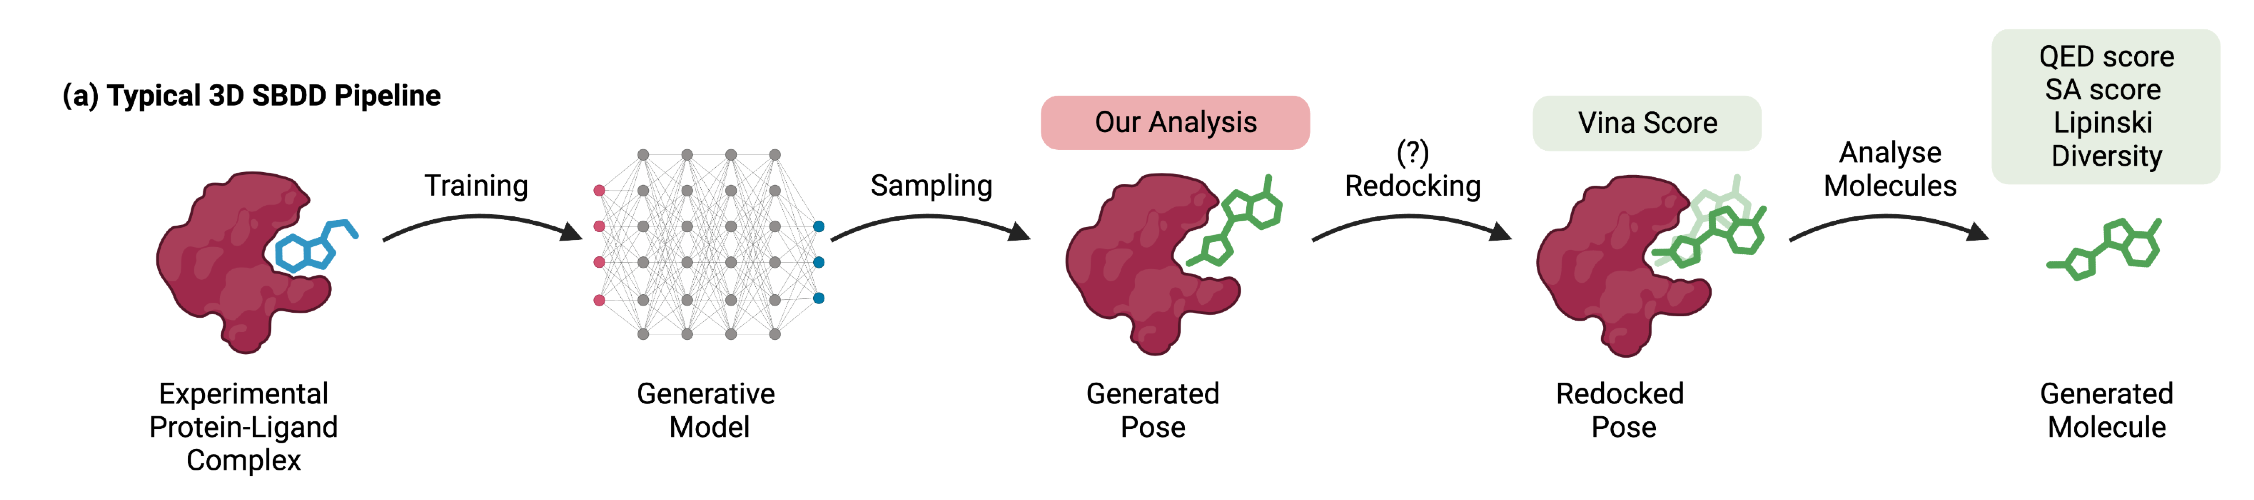 (a) Typical 3D SBDD Pipeline
Training
Sampling
Our Analysis
(?)
Redocking
Vina Score
Analyse
Molecules
QED score
SA score
Lipinski
Diversity
Experimental
Protein-Ligand
Complex
Generative
Model
Generated
Pose
Redocked
Pose
Generated
Molecule